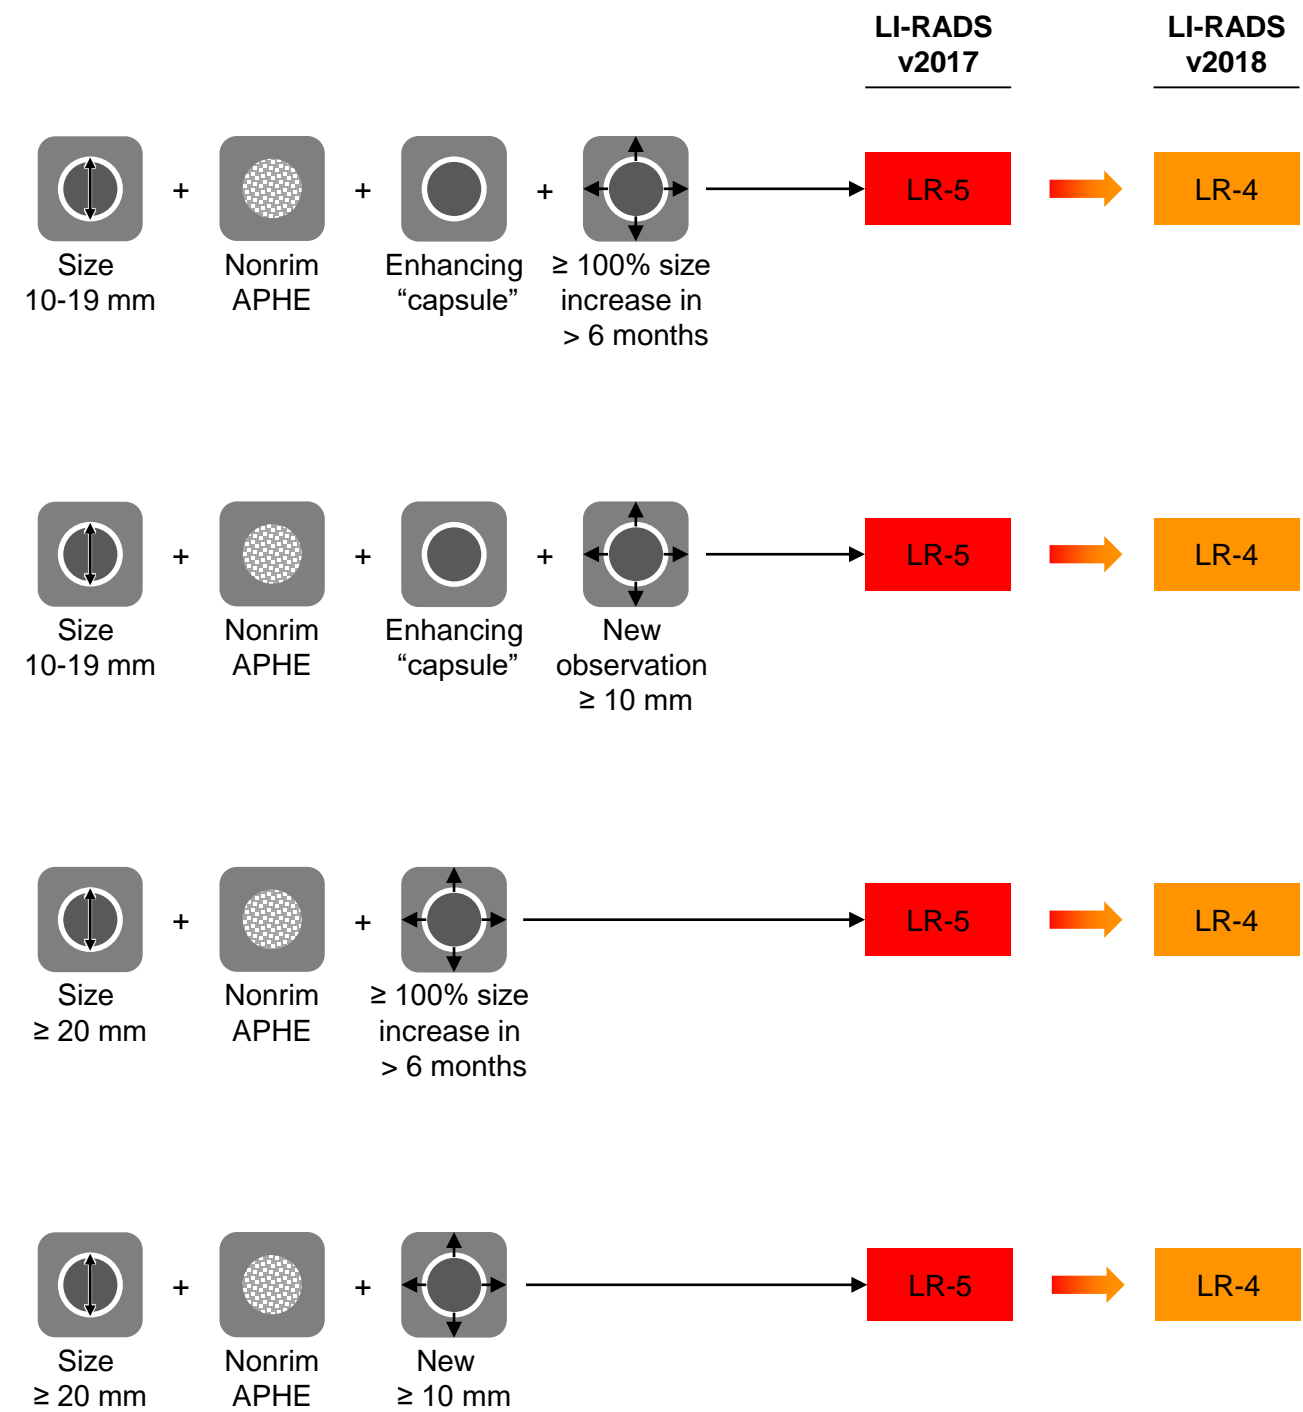 LI-RADS
v2017
LI-RADS
v2018
+
+
+
LR-5
LR-4
Size
10-19 mm
Nonrim
APHE
Enhancing
“capsule”
≥ 100% size
increase in
> 6 months
+
+
+
LR-5
LR-4
Size
10-19 mm
Nonrim
APHE
Enhancing
“capsule”
New
observation
≥ 10 mm
+
+
LR-5
LR-4
Size
≥ 20 mm
Nonrim
APHE
≥ 100% size
increase in
> 6 months
+
+
LR-5
LR-4
Size
≥ 20 mm
Nonrim
APHE
New
≥ 10 mm